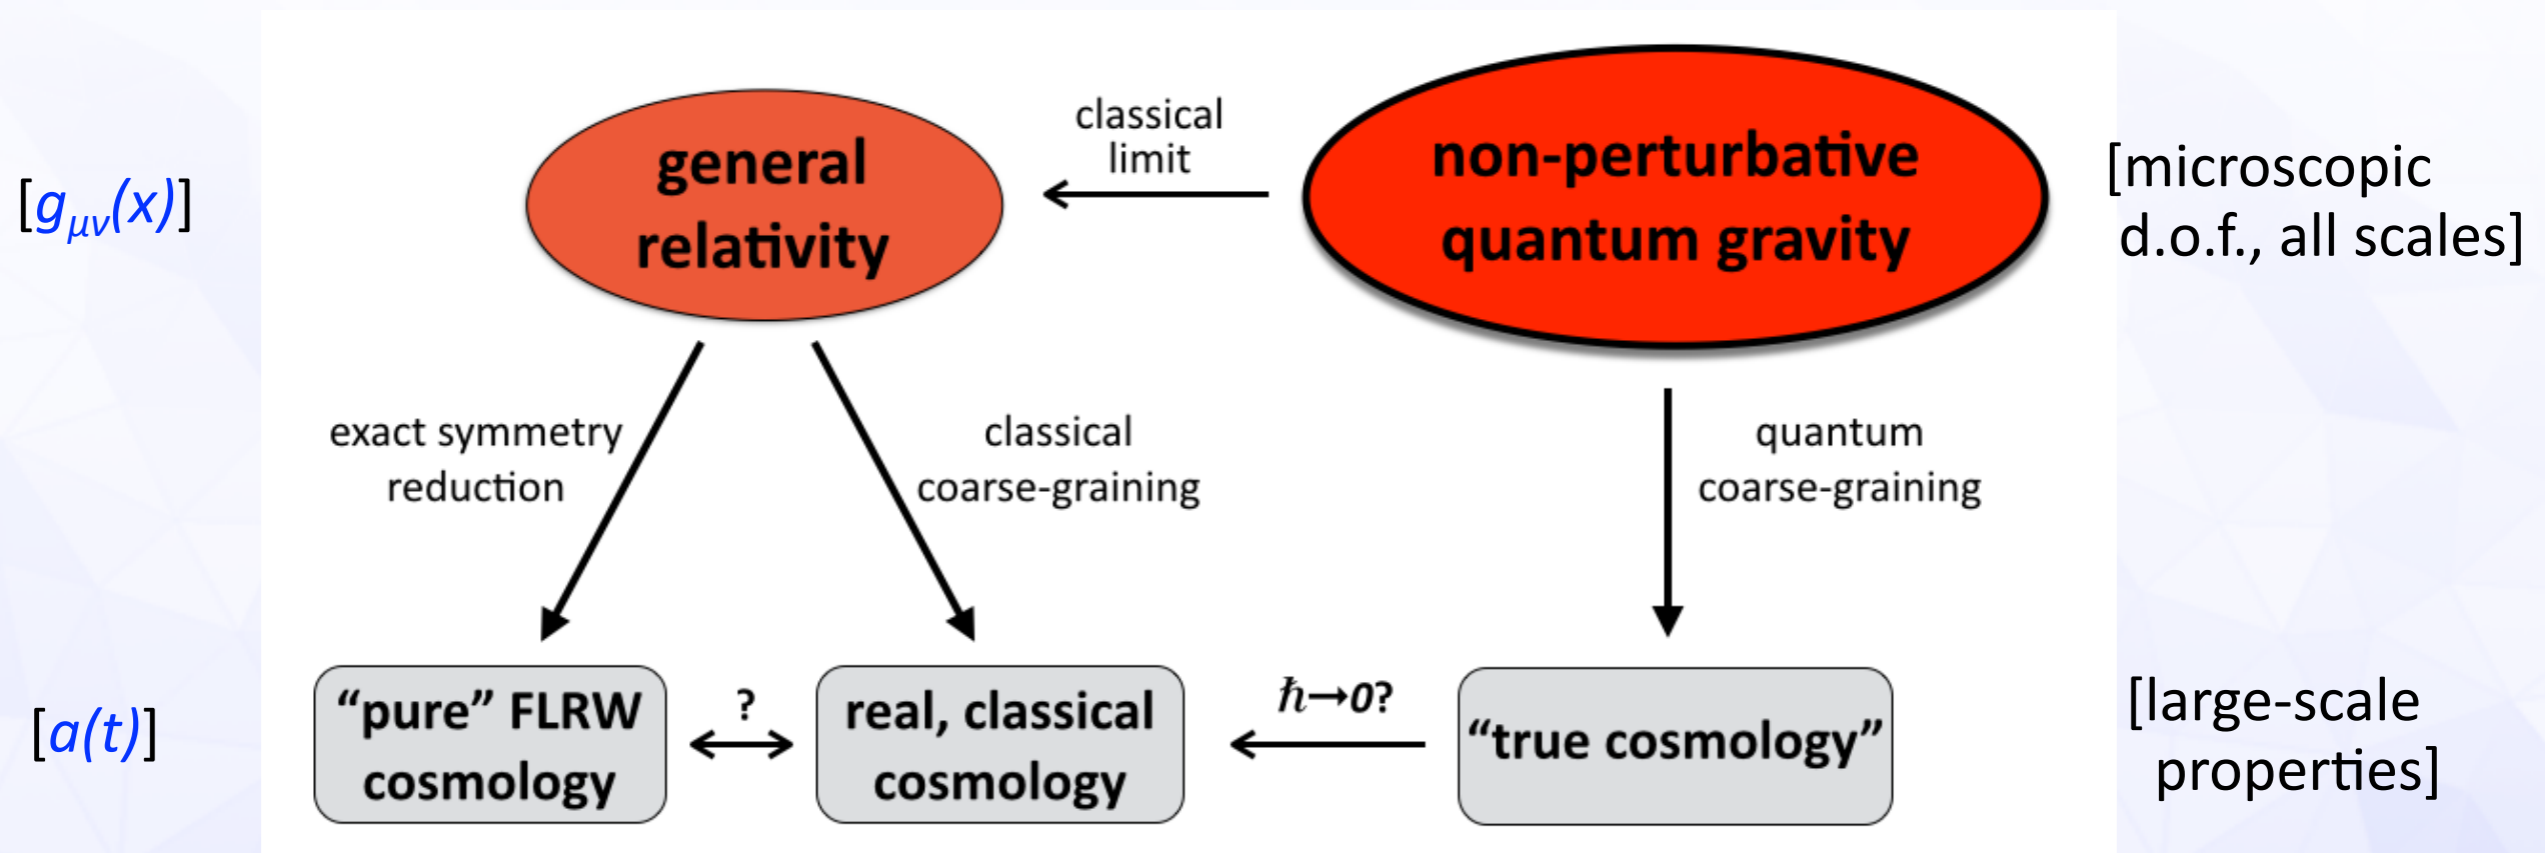 [gμν(x)]
general
relativity
classical
limit
non-perturbative
quantum gravity
[microscopic
d.o.f., all scales]
exact symmetry
reduction
classical
coarse-graining
quantum
coarse-graining
[a(t)]
“pure” FLRW
cosmology
?
real, classical
cosmology
ℏ→0?
“true cosmology”
[large-scale
properties]